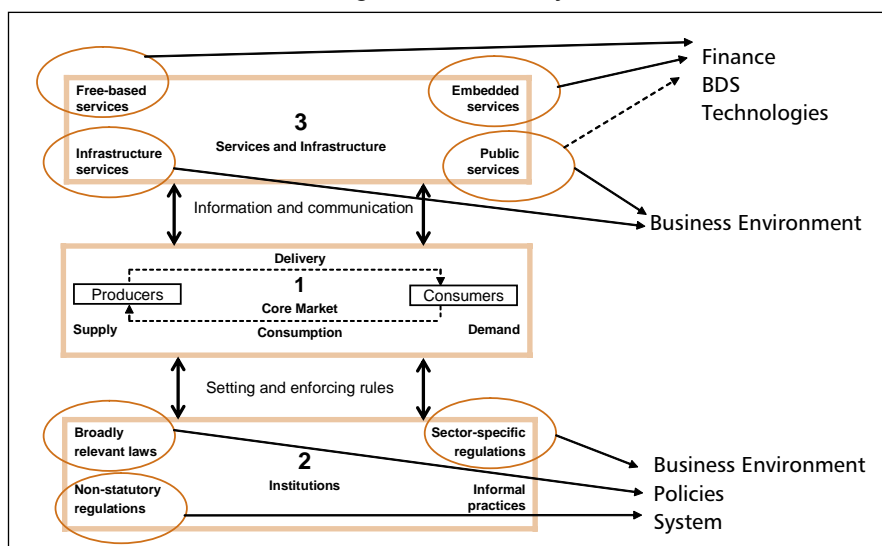 Free-based
services
Embedded
services
3
Services and Infrastructure
Infrastructure
services
Public
services
Finance
BDS
Technologies
Information and communication
Business Environment
Delivery
Producers
1
Consumers
Core Market
Supply
Consumption
Demand
Setting and enforcing rules
Broadly
relevant laws
Sector-specific
regulations
2
Institutions
Non-statutory
regulations
Informal
practices
Business Environment
Policies
System